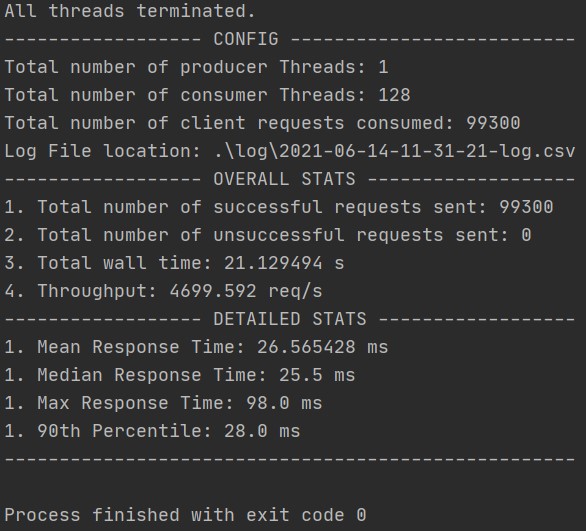 All threads terminated.
------------------ CONFIG --------------------------
Total number of producer Threads: 1
Total number of consumer Threads: 128
Total number of client requests consumed: 99300
Log File location: .\log\2021-06-14-11-31-21-log.csv
------------------ OVERALL STATS -------------------
1. Total number of successful requests sent: 99300
2. Total number of unsuccessful requests sent: 0
3. Total wall time: 21.129494 s
4. Throughput: 4699.592 req/s
------------------ DETAILED STATS ------------------
1. Mean Response Time: 26.565428 ms
1. Median Response Time: 25.5 ms
1. Max Response Time: 98.0 ms
1. 90th Percentile: 28.0 ms
----------------------------------------------------
Process finished with exit code 0